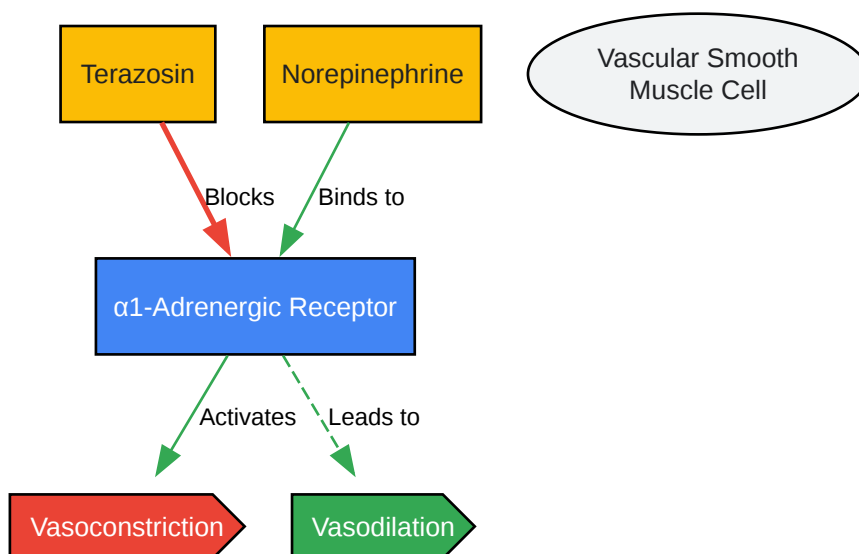 Terazosin
Norepinephrine
Vascular Smooth
Muscle Cell
Blocks
Binds to
α1-Adrenergic Receptor
Activates
Leads to
Vasoconstriction
Vasodilation